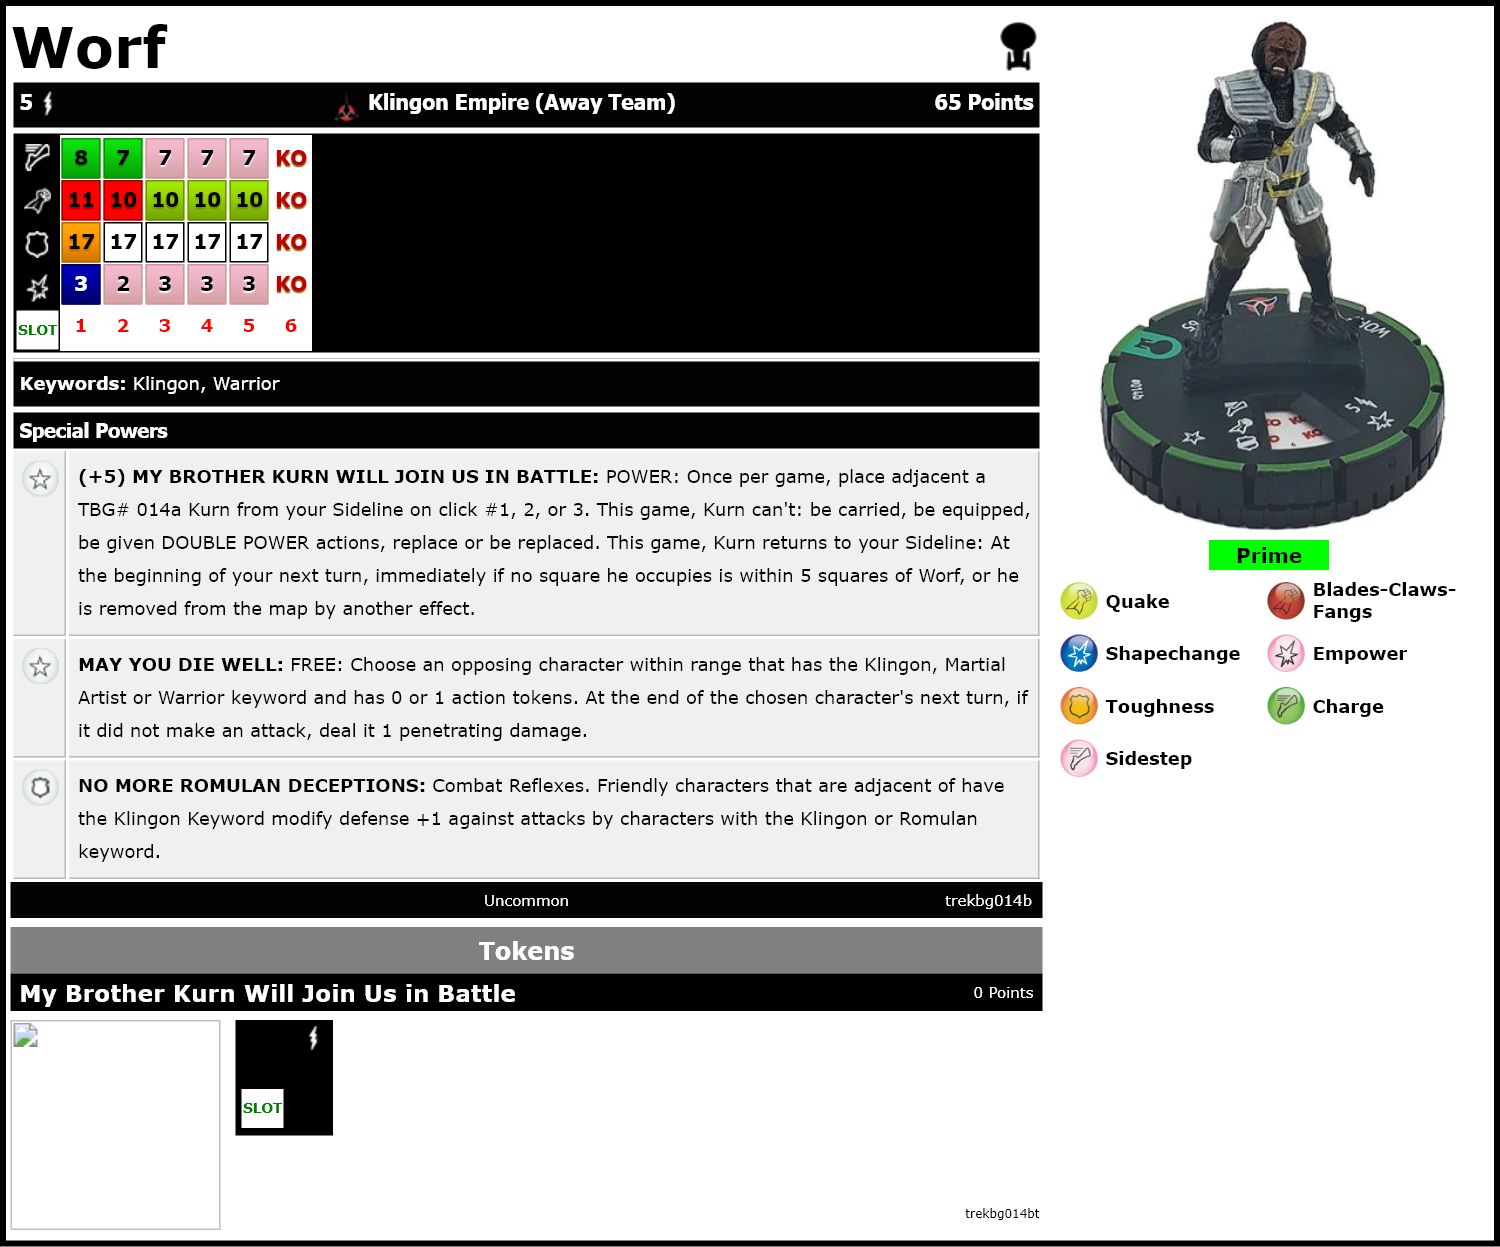 Worf
5 Klingon Empire (Away Team) 65 Points
8 7 7 7 7 KO
11 10 10 10 10 KO
17 17 17 17 17 KO
3 2 3 3 3 KO
SLOT 1 2 3 4 5 6
Keywords: Klingon, Warrior
Special Powers
(+5) MY BROTHER KURN WILL JOIN US IN BATTLE: POWER: Once per game, place adjacent a
TBG# 014a Kurn from your Sideline on click #1, 2, or 3. This game, Kurn can't: be carried, be equipped,
be given DOUBLE POWER actions, replace or be replaced. This game, Kurn returns to your Sideline: At
the beginning of your next turn, immediately if no square he occupies is within 5 squares of Worf, or he
is removed from the map by another effect.
MAY YOU DIE WELL: FREE: Choose an opposing character within range that has the Klingon, Martial
Artist or Warrior keyword and has 0 or 1 action tokens. At the end of the chosen character's next turn, if
it did not make an attack, deal it 1 penetrating damage.
NO MORE ROMULAN DECEPTIONS: Combat Reflexes. Friendly characters that are adjacent of have
the Klingon Keyword modify defense +1 against attacks by characters with the Klingon or Romulan
keyword.
Uncommon trekbg014b
Tokens
My Brother Kurn Will Join Us in Battle 0 Points
SLOT
trekbg014bt
WORF
65
#014b
5
KO
KO
KO
Prime
Quake
Blades-Claws-
Fangs
Shapechange
Empower
Toughness
Charge
Sidestep